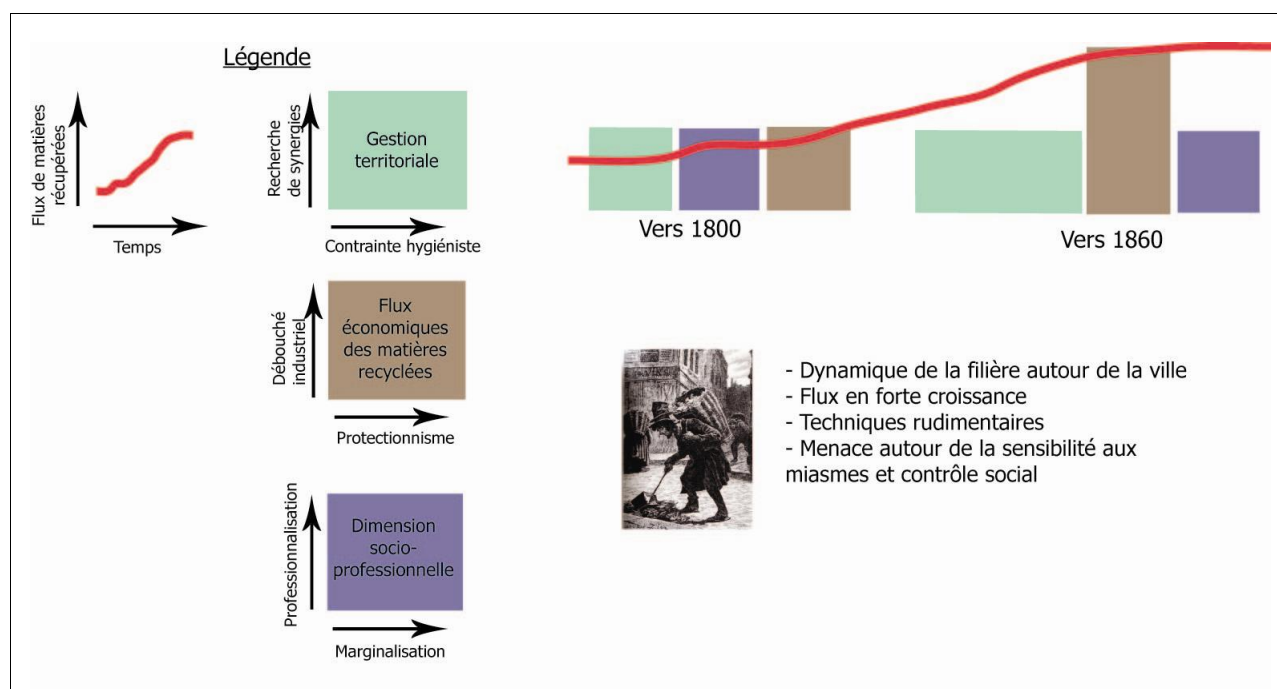 Légende
Flux de matières
récupérées
Temps
Recherche
de synergies
Gestion
territoriale
Contrainte hygiéniste
Débouché
industriel
Flux
économiques
des matières
recyclées
Protectionnisme
Professionnalisation
Dimension
socio-
professionnelle
Marginalisation
Vers 1800
Vers 1860
- Dynamique de la filière autour de la ville
- Flux en forte croissance
- Techniques rudimentaires
- Menace autour de la sensibilité aux
miasmes et contrôle social